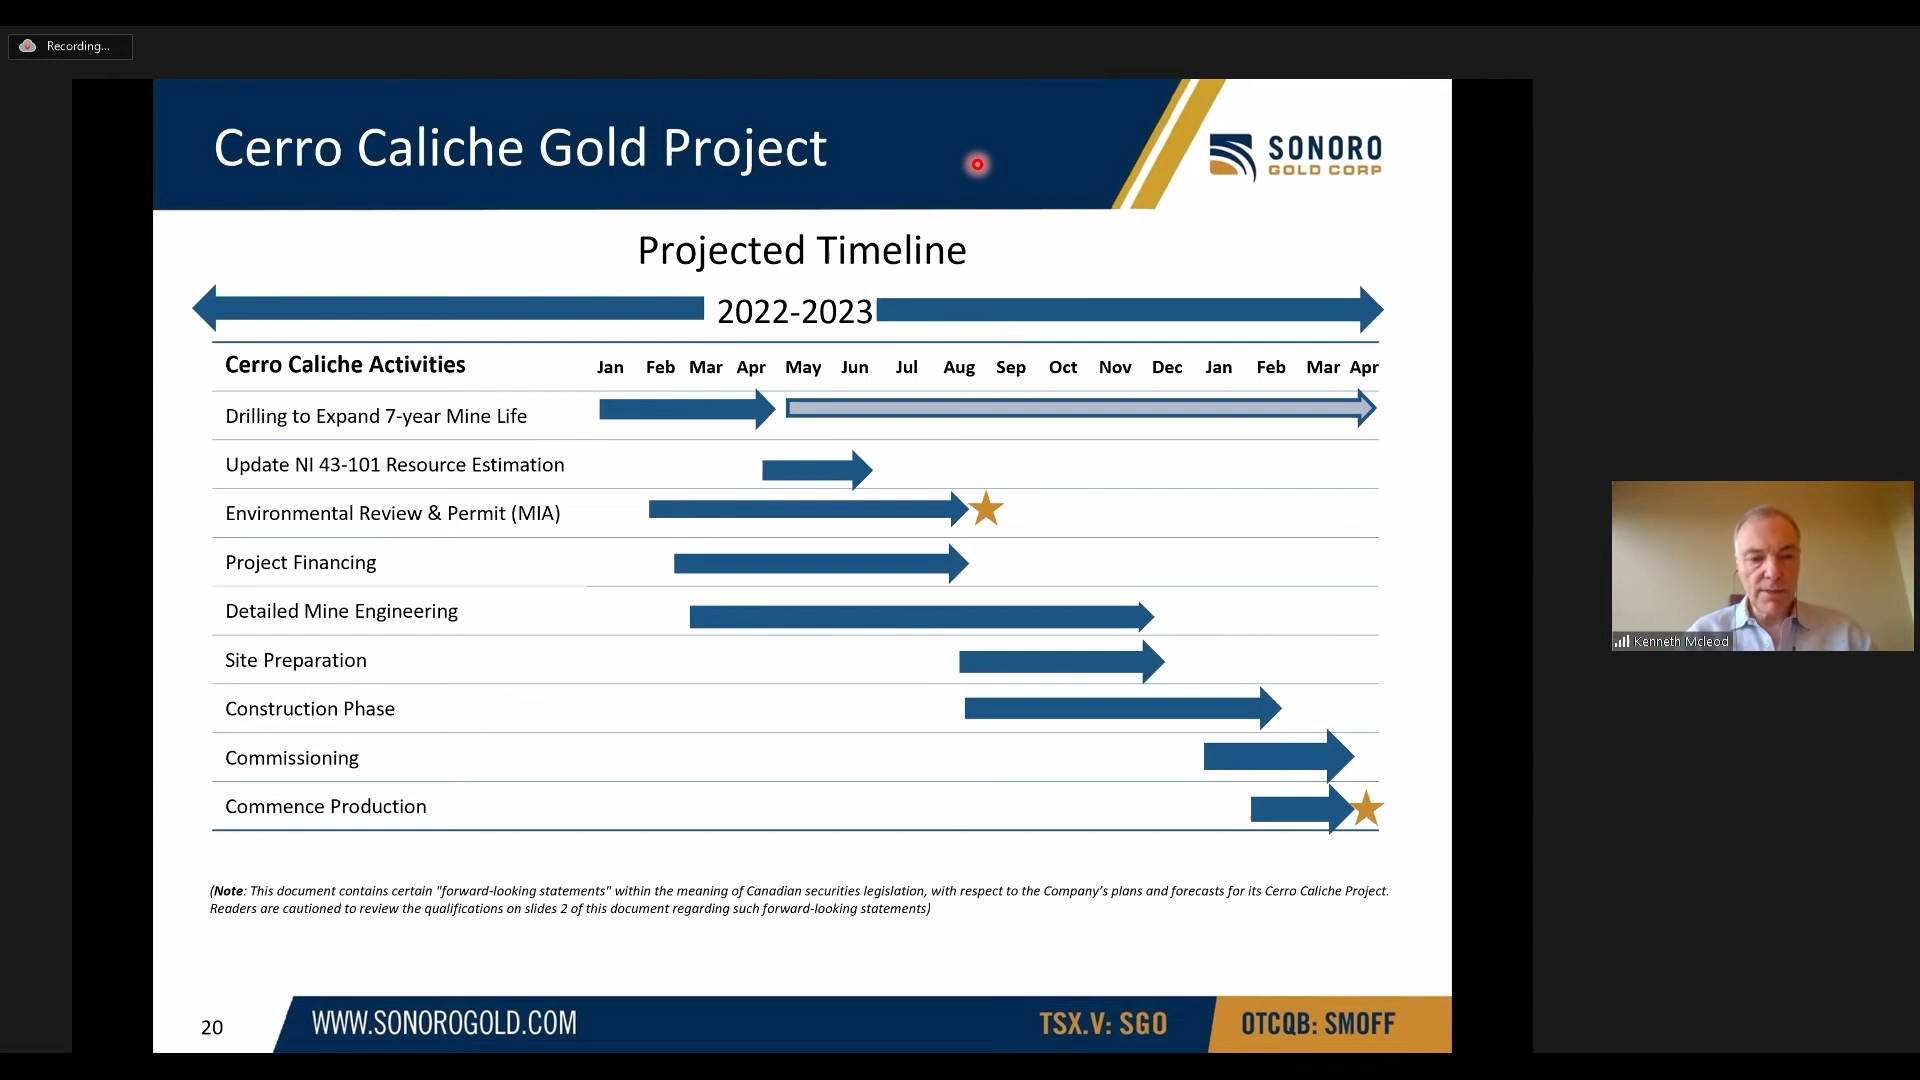 Recording...
Cerro Caliche Gold Project
SONORO
GOLD CORP
Projected Timeline
2022-2023
Cerro Caliche Activities Jan Feb Mar Apr May Jun Jul Aug Sep Oct Nov Dec Jan Feb Mar Apr
Drilling to Expand 7-year Mine Life
Update NI 43-101 Resource Estimation
Environmental Review & Permit (MIA)
Project Financing
Detailed Mine Engineering
Site Preparation
Construction Phase
Commissioning
Commence Production
(Note: This document contains certain "forward-looking statements" within the meaning of Canadian securities legislation, with respect to the Company's plans and forecasts for its Cerro Caliche Project.
Readers are cautioned to review the qualifications on slides 2 of this document regarding such forward-looking statements)
20 WWW.SONOROGOLD.COM TSX.V: SGO OTCQB: SMOFF
Kenneth Mcleod